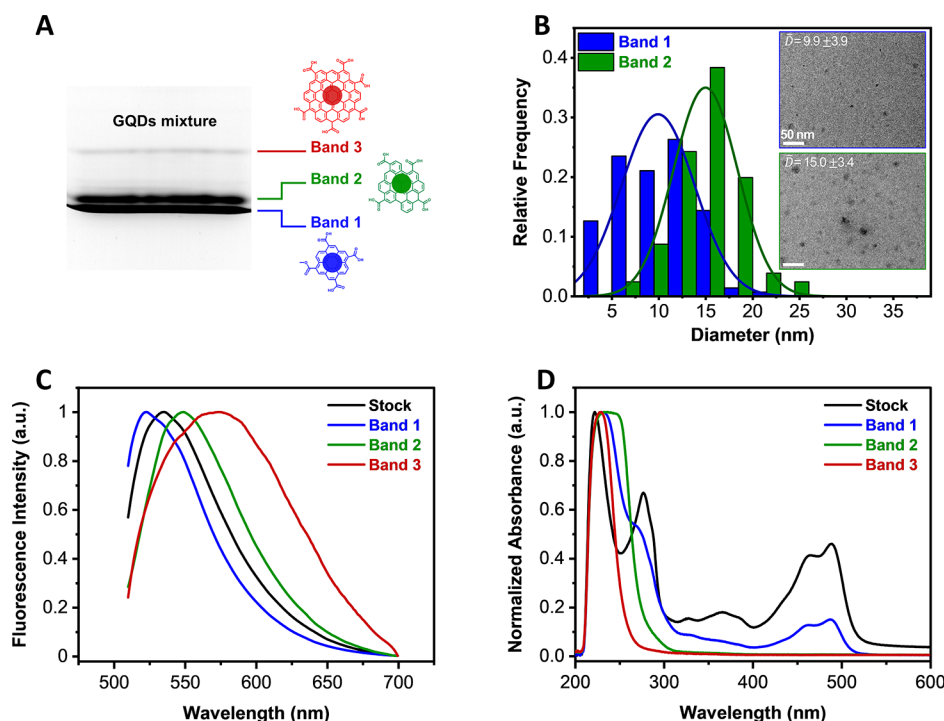 A
GQDs mixture
Band 3
Band 2
Band 1
B
Band 1
Band 2
D̄ = 9.9 ±3.9
50 nm
D̄ = 15.0 ±3.4
Relative Frequency
0.4
0.3
0.2
0.1
0.0
5 10 15 20 25 30 35
Diameter (nm)
C
Stock
Band 1
Band 2
Band 3
Fluorescence Intensity (a.u.)
1
0.8
0.6
0.4
0.2
0
500 550 600 650 700 725
Wavelength (nm)
D
Stock
Band 1
Band 2
Band 3
Normalized Absorbance (a.u.)
1
0.8
0.6
0.4
0.2
0.0
200 300 400 500 600
Wavelength (nm)